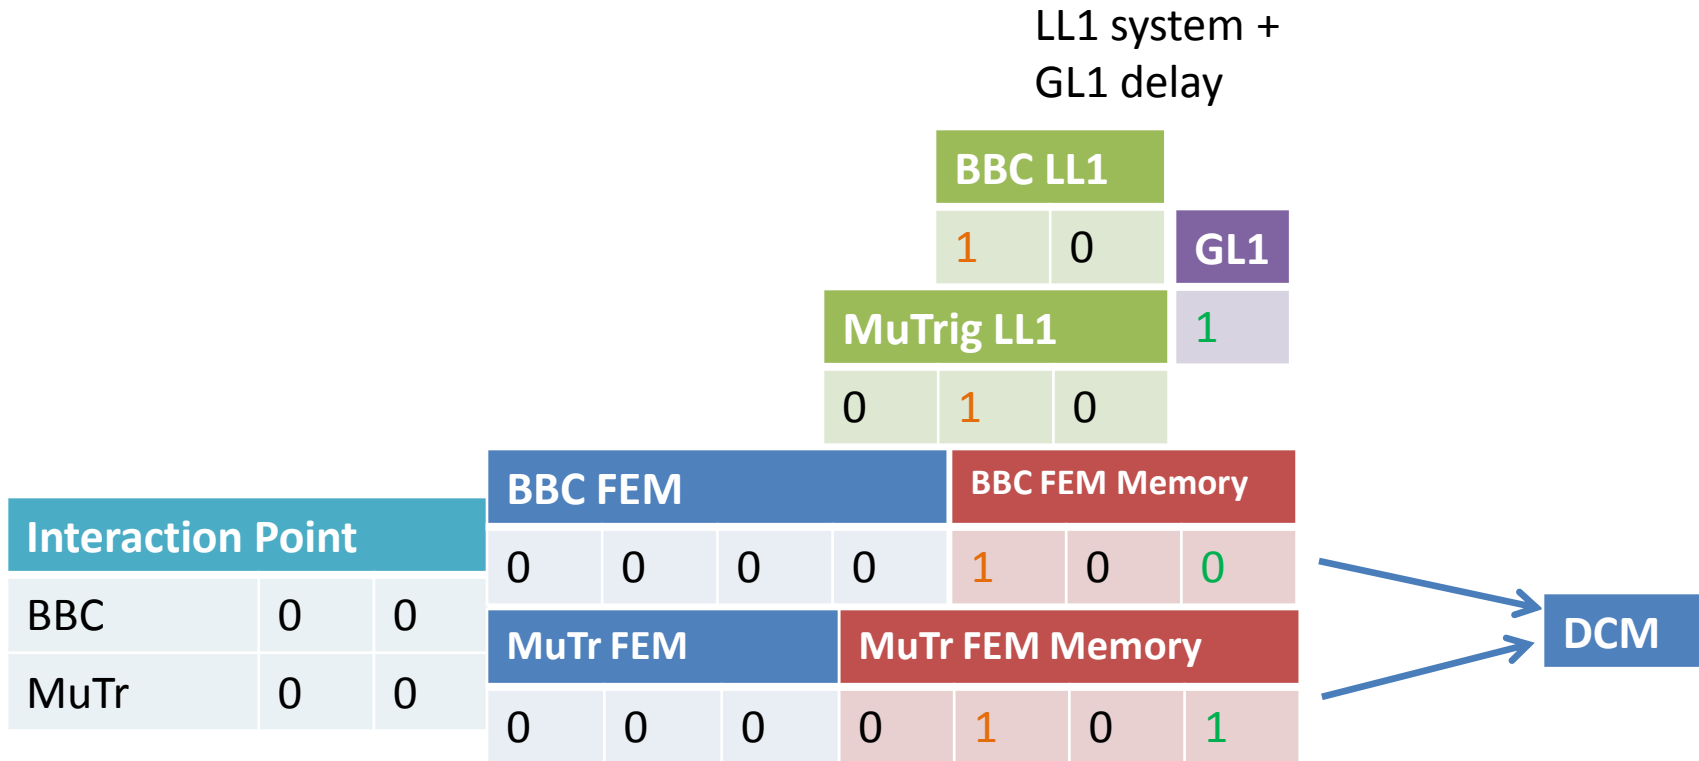 LL1 system +
GL1 delay
BBC LL1
1 0
GL1
1
MuTrig LL1
0 1 0
BBC FEM
BBC FEM Memory
0 0 0 0 1 0 0
Interaction Point
BBC 0 0
MuTr 0 0
MuTr FEM
MuTr FEM Memory
0 0 0 0 1 0 1
DCM